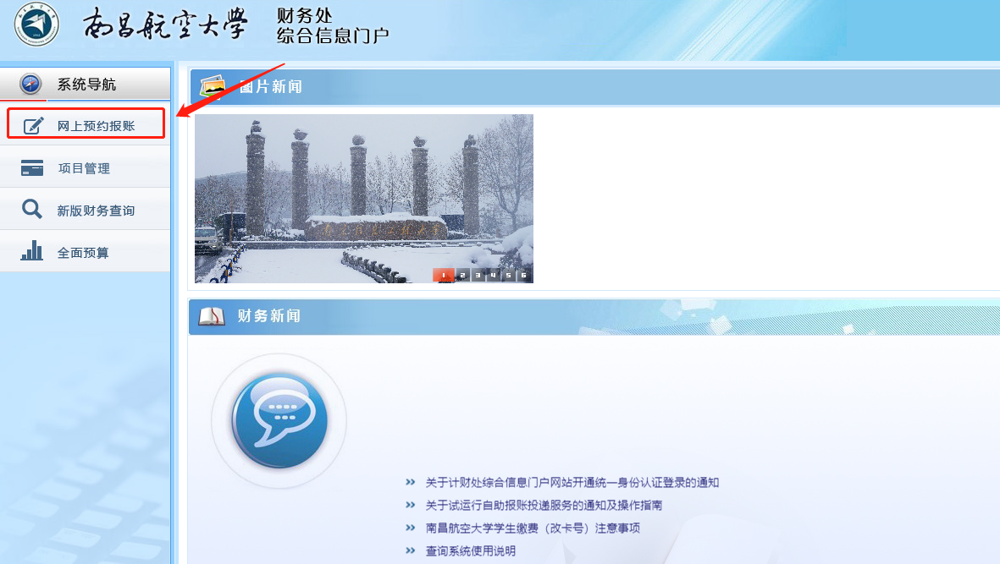 南昌航空大学
财务处
综合信息门户
系统导航
网上预约报账
项目管理
新版财务查询
全面预算
图片新闻
1 2 3 4 5 6
财务新闻
关于计财处综合信息门户网站开通统一身份认证登录的通知
关于试运行自助报账投递服务的通知及操作指南
南昌航空大学学生缴费（改卡号）注意事项
查询系统使用说明